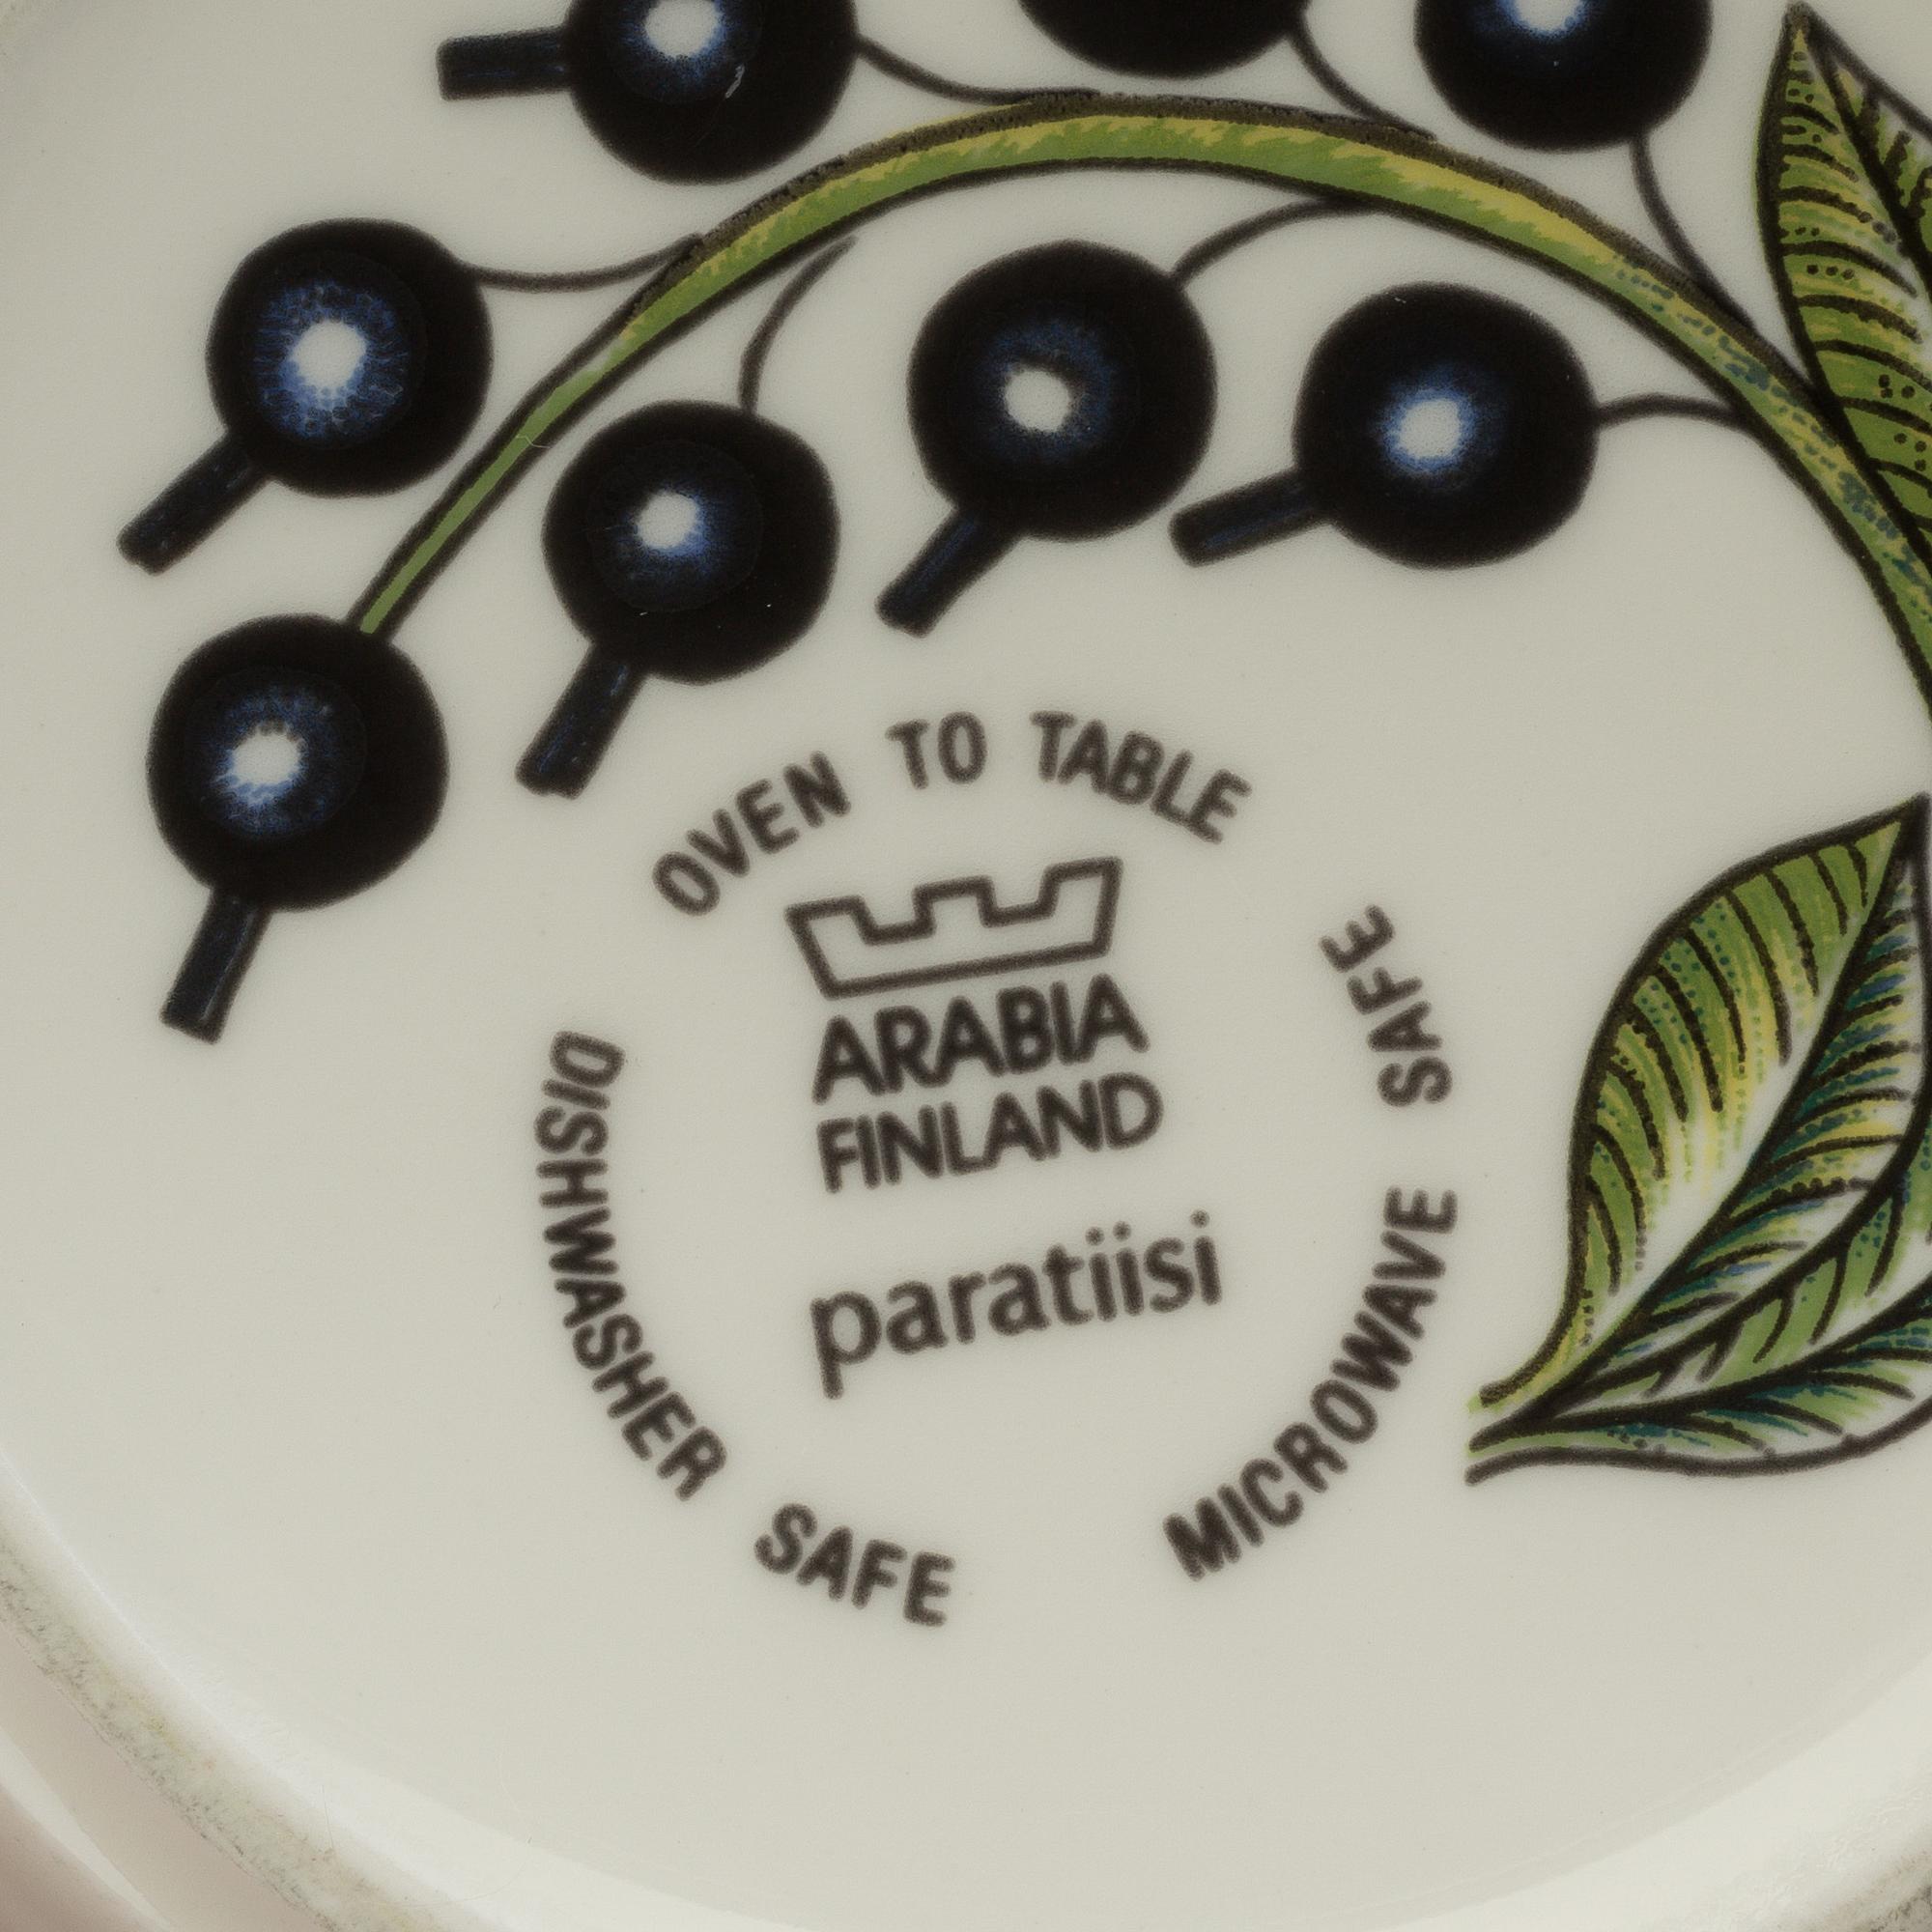 OVEN TO TABLE
ARABIA
FINLAND
paratiisi
DISHWASHER SAFE
MICROWAVE SAFE